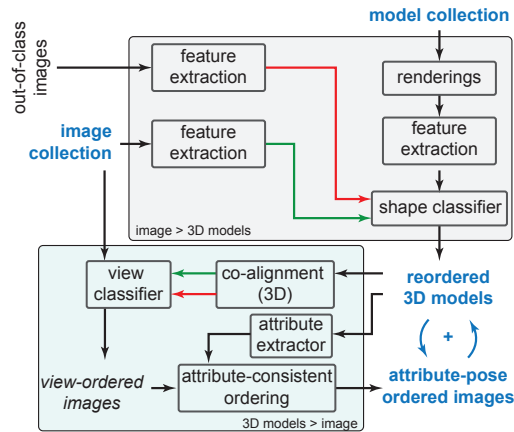 model collection
out-of-class
images
feature
extraction
renderings
image
collection
feature
extraction
feature
extraction
shape classifier
image > 3D models
view
classifier
co-alignment
(3D)
reordered
3D models
attribute
extractor
+
view-ordered
images
attribute-consistent
ordering
attribute-pose
ordered images
3D models > image